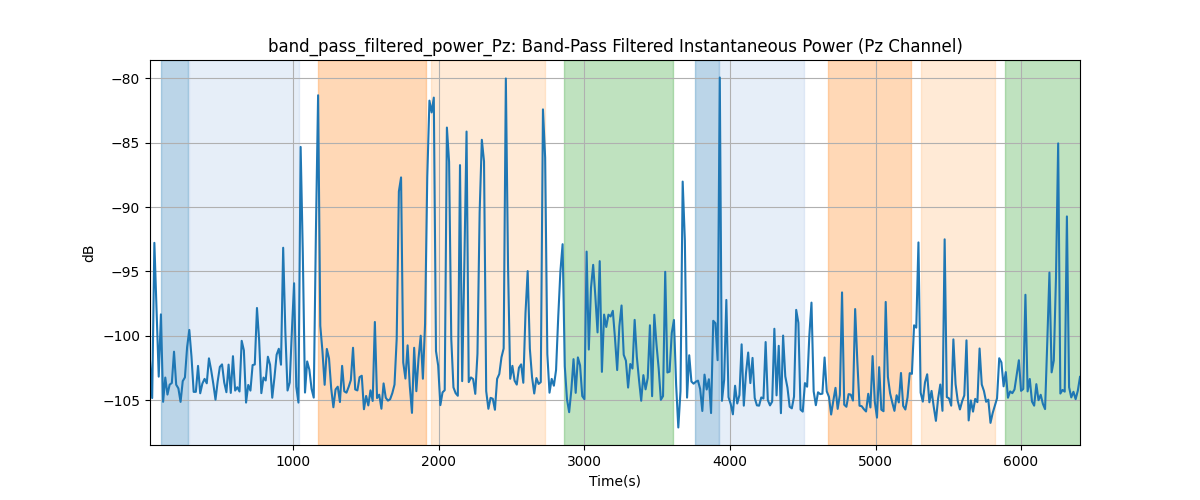 band_pass_filtered_power_Pz: Band-Pass Filtered Instantaneous Power (Pz Channel)
−80
−85
−90
−95
−100
−105
dB
1000 2000 3000 4000 5000 6000
Time(s)